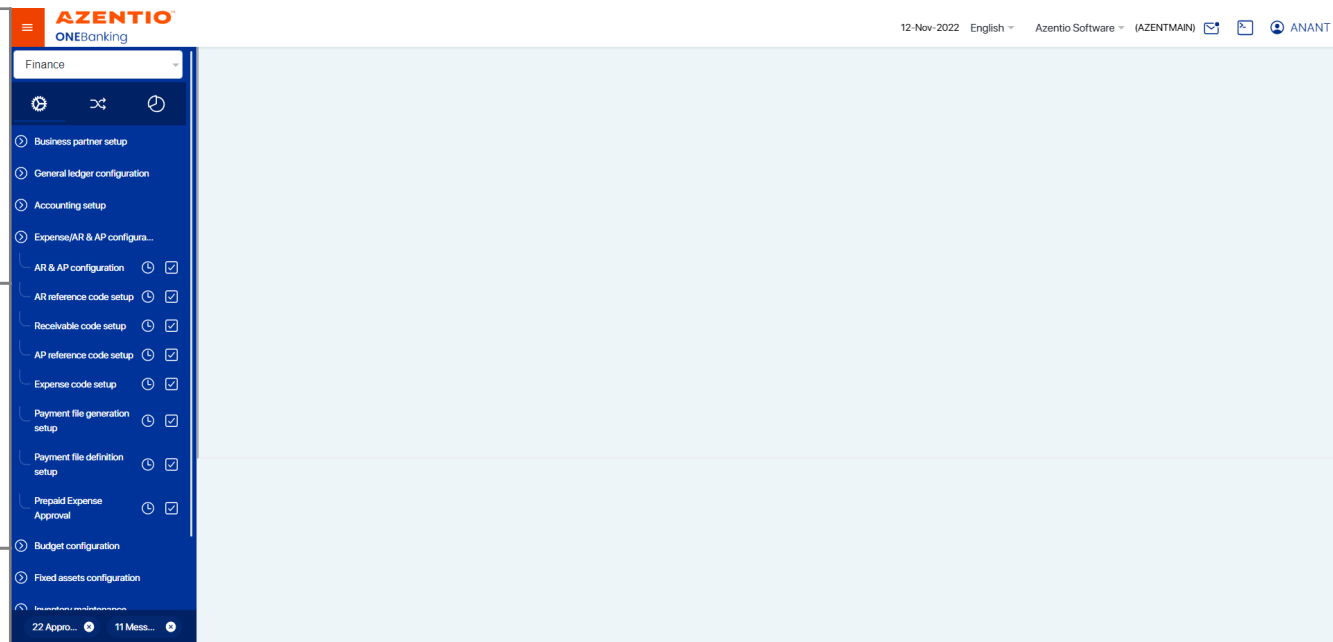 AZENTIO
ONEBanking
12-Nov-2022 English Azentio Software (AZENTMAIN) ANANT
Finance
Business partner setup
General ledger configuration
Accounting setup
Expense/AR & AP configura...
AR & AP configuration
AR reference code setup
Receivable code setup
AP reference code setup
Expense code setup
Payment file generation
setup
Payment file definition
setup
Prepaid Expense
Approval
Budget configuration
Fixed assets configuration
Inventory maintenance
22 Appro... 11 Mess...